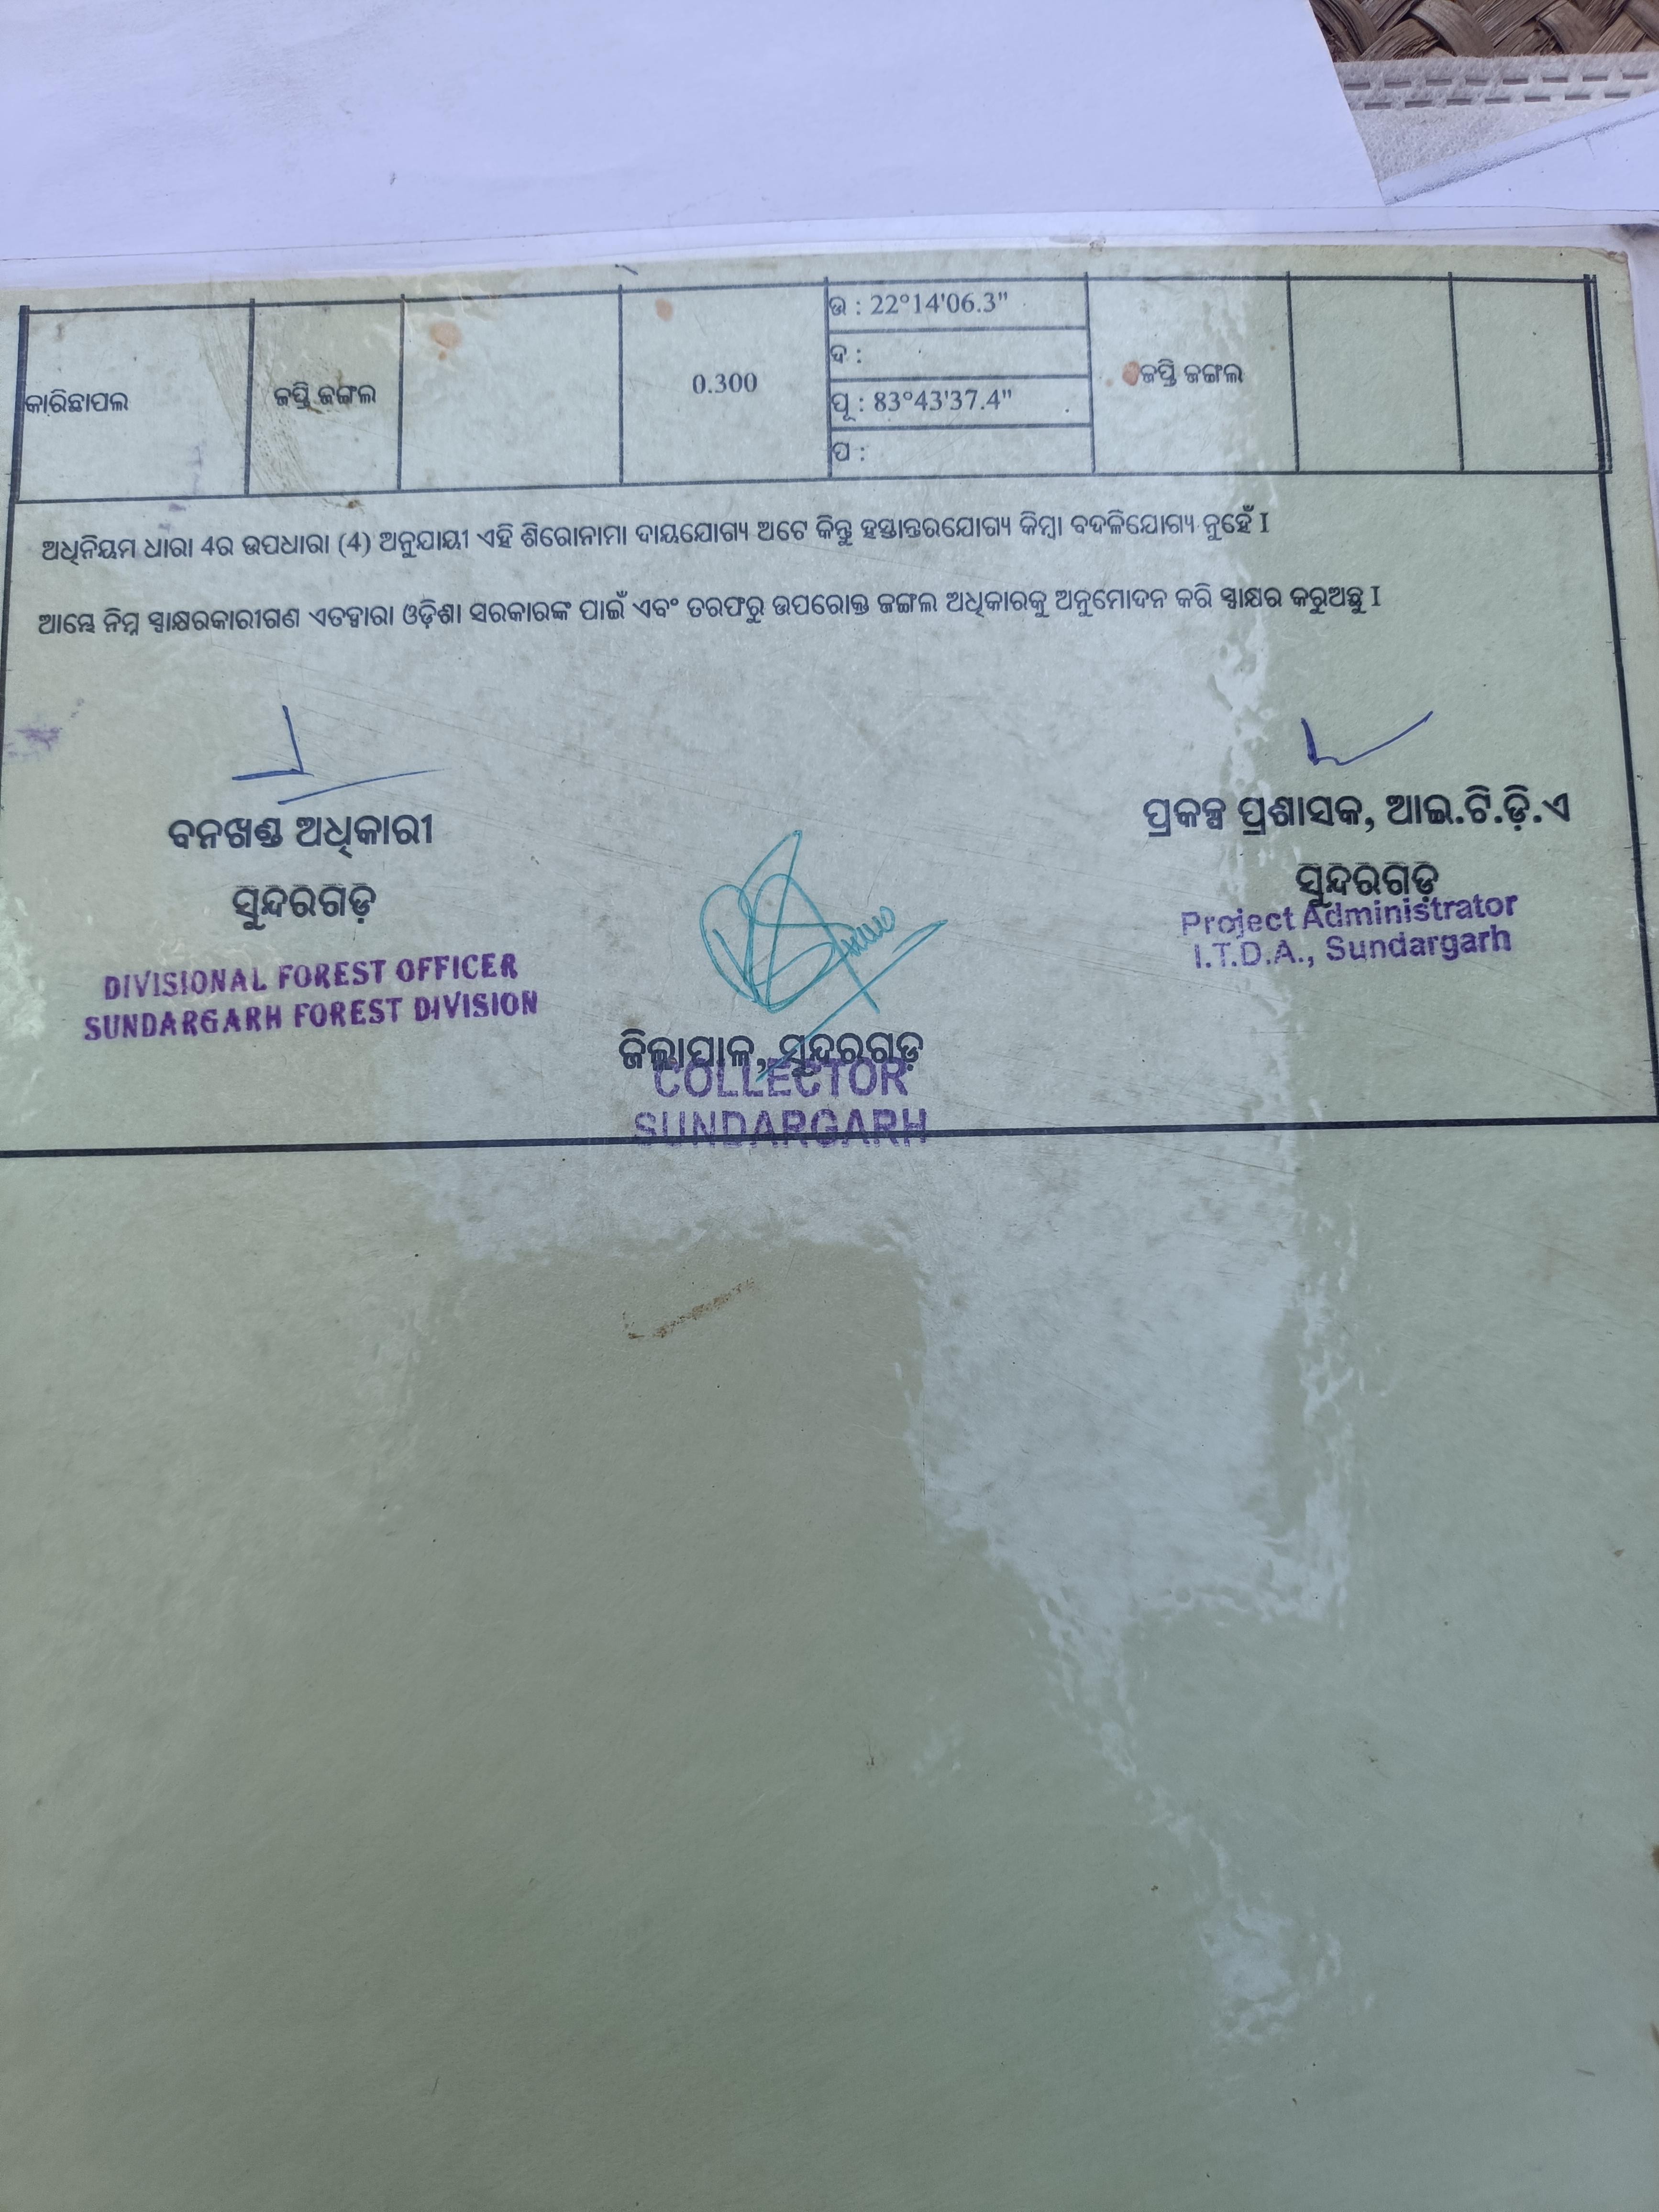 କାରିଛାପଲ
ଜପ୍ତି ଜଙ୍ଗଲ
0.300
ଉ : 22°14'06.3"
ଦ :
ପୂ : 83°43'37.4"
ପ :
ଜପ୍ତି ଜଙ୍ଗଲ
ଅଧିନିୟମ ଧାରା 4ର ଉପଧାରା (4) ଅନୁଯାୟୀ ଏହି ଶିରୋନାମା ଦାୟଯୋଗ୍ୟ ଅଟେ କିନ୍ତୁ ହସ୍ତାନ୍ତରଯୋଗ୍ୟ କିମ୍ବା ବଦଳିଯୋଗ୍ୟ ନୁହେଁ I
ଆମ୍ଭେ ନିମ୍ନ ସ୍ୱାକ୍ଷରକାରୀଗଣ ଏତଦ୍ୱାରା ଓଡ଼ିଶା ସରକାରଙ୍କ ପାଇଁ ଏବଂ ତରଫରୁ ଉପରୋକ୍ତ ଜଙ୍ଗଲ ଅଧିକାରକୁ ଅନୁମୋଦନ କରି ସ୍ୱାକ୍ଷର କରୁଅଛୁ I
ବନଖଣ୍ଡ ଅଧିକାରୀ
ସୁନ୍ଦରଗଡ଼
DIVISIONAL FOREST OFFICER
SUNDARGARH FOREST DIVISION
ଜିଲ୍ଲାପାଳ, ସୁନ୍ଦରଗଡ଼
COLLECTOR
SUNDARGARH
ପ୍ରକଳ୍ପ ପ୍ରଶାସକ, ଆଇ.ଟି.ଡ଼ି.ଏ
ସୁନ୍ଦରଗଡ଼
Project Administrator
I.T.D.A., Sundargarh